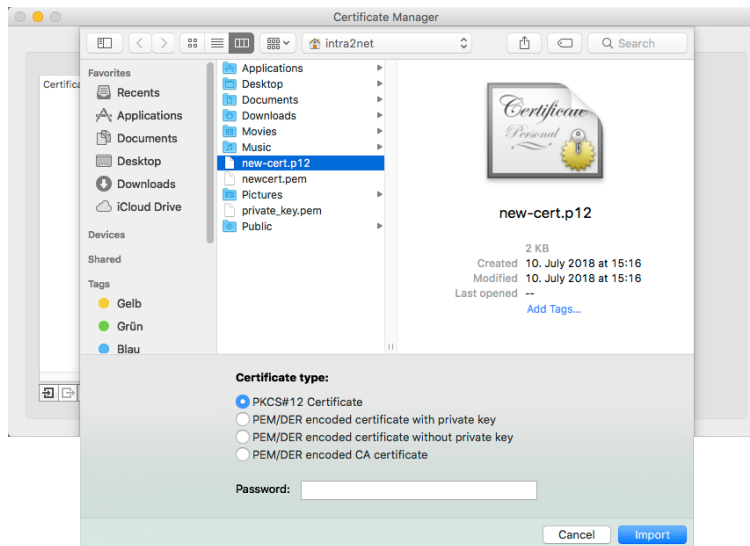 Certificate Manager
intra2net
Search
Certifica
Favorites
Recents
Applications
Documents
Desktop
Downloads
iCloud Drive
Devices
Shared
Tags
Gelb
Grün
Blau
Applications
Desktop
Documents
Downloads
Movies
Music
new-cert.p12
newcert.pem
Pictures
private_key.pem
Public
Certificate
Personal
new-cert.p12
2 KB
Created 10. July 2018 at 15:16
Modified 10. July 2018 at 15:16
Last opened --
Add Tags...
Certificate type:
PKCS#12 Certificate
PEM/DER encoded certificate with private key
PEM/DER encoded certificate without private key
PEM/DER encoded CA certificate
Password:
Cancel
Import